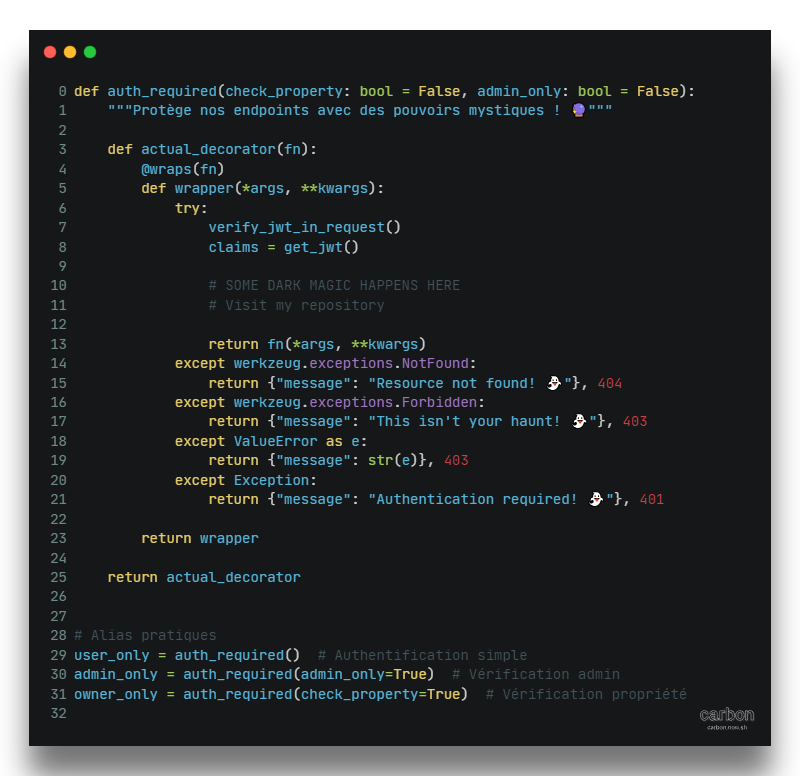 0 def auth_required(check_property: bool = False, admin_only: bool = False):
1     """Protège nos endpoints avec des pouvoirs mystiques ! 🔮"""
2
3     def actual_decorator(fn):
4         @wraps(fn)
5         def wrapper(*args, **kwargs):
6             try:
7                 verify_jwt_in_request()
8                 claims = get_jwt()
9
10                 # SOME DARK MAGIC HAPPENS HERE
11                 # Visit my repository
12
13                 return fn(*args, **kwargs)
14             except werkzeug.exceptions.NotFound:
15                 return {"message": "Resource not found! 👻"}, 404
16             except werkzeug.exceptions.Forbidden:
17                 return {"message": "This isn't your haunt! 👻"}, 403
18             except ValueError as e:
19                 return {"message": str(e)}, 403
20             except Exception:
21                 return {"message": "Authentication required! 👻"}, 401
22
23         return wrapper
24
25     return actual_decorator
26
27
28 # Alias pratiques
29 user_only = auth_required()  # Authentification simple
30 admin_only = auth_required(admin_only=True)  # Vérification admin
31 owner_only = auth_required(check_property=True)  # Vérification propriété
32
carbon
carbon.now.sh